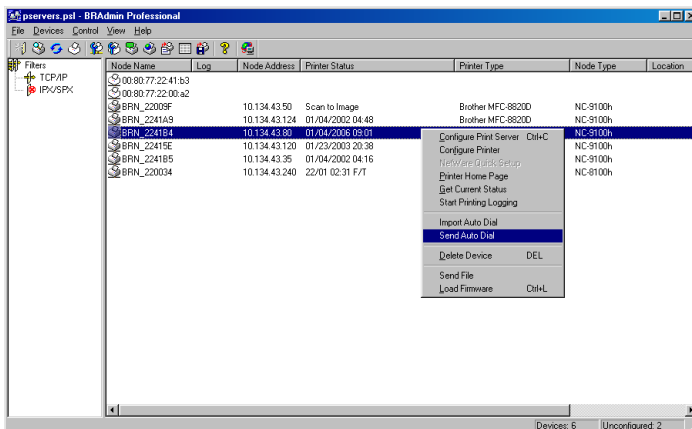 pservers.psl - BRAdmin Professional
File Devices Control View Help
Filters
TCP/IP
IPX/SPX
Node Name Log Node Address Printer Status Printer Type Node Type Location
00:80:77:22:41:b3
00:80:77:22:00:a2
BRN_22009F 10.134.43.50 Scan to Image Brother MFC-8820D NC-9100h
BRN_2241A9 10.134.43.124 01/04/2002 04:48 Brother MFC-8820D NC-9100h
BRN_2241B4 10.134.43.80 01/04/2006 09:01 NC-9100h
BRN_22415E 10.134.43.120 01/23/2003 20:38 NC-9100h
BRN_2241B5 10.134.43.35 01/04/2002 04:16 NC-9100h
BRN_220034 10.134.43.240 22/01 02:31 F/T NC-8100h
Configure Print Server Ctrl+C
Configure Printer
NetWare Quick Setup
Printer Home Page
Get Current Status
Start Printing Logging
Import Auto Dial
Send Auto Dial
Delete Device DEL
Send File
Load Firmware Ctrl+L
Devices: 6 Unconfigured: 2